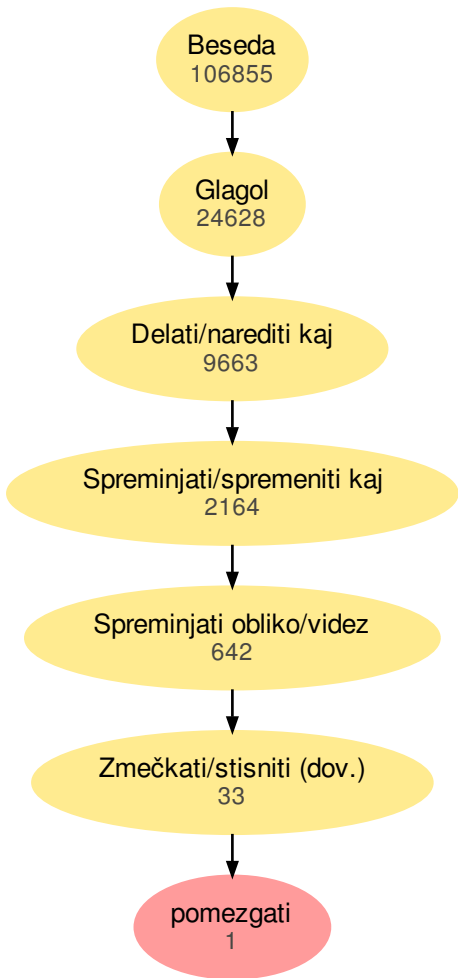 Beseda
106855
Glagol
24628
Delati/narediti kaj
9663
Spreminjati/spremeniti kaj
2164
Spreminjati obliko/videz
642
Zmečkati/stisniti (dov.)
33
pomezgati
1